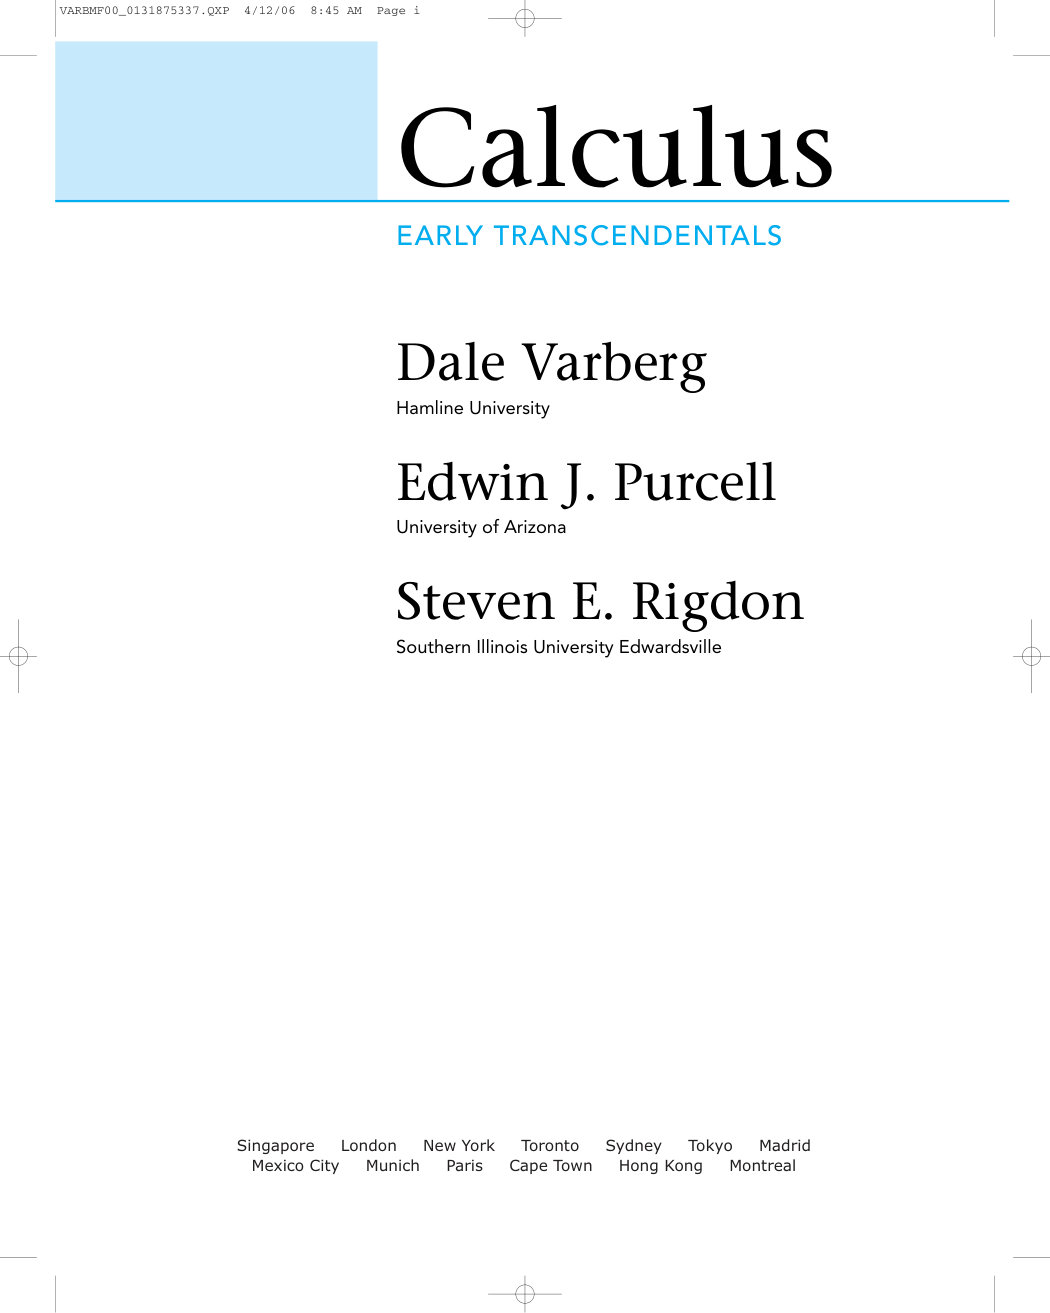 VARBMF00_0131875337.QXP 4/12/06 8:45 AM Page i
Calculus
EARLY TRANSCENDENTALS
Dale Varberg
Hamline University
Edwin J. Purcell
University of Arizona
Steven E. Rigdon
Southern Illinois University Edwardsville
Singapore London New York Toronto Sydney Tokyo Madrid
Mexico City Munich Paris Cape Town Hong Kong Montreal